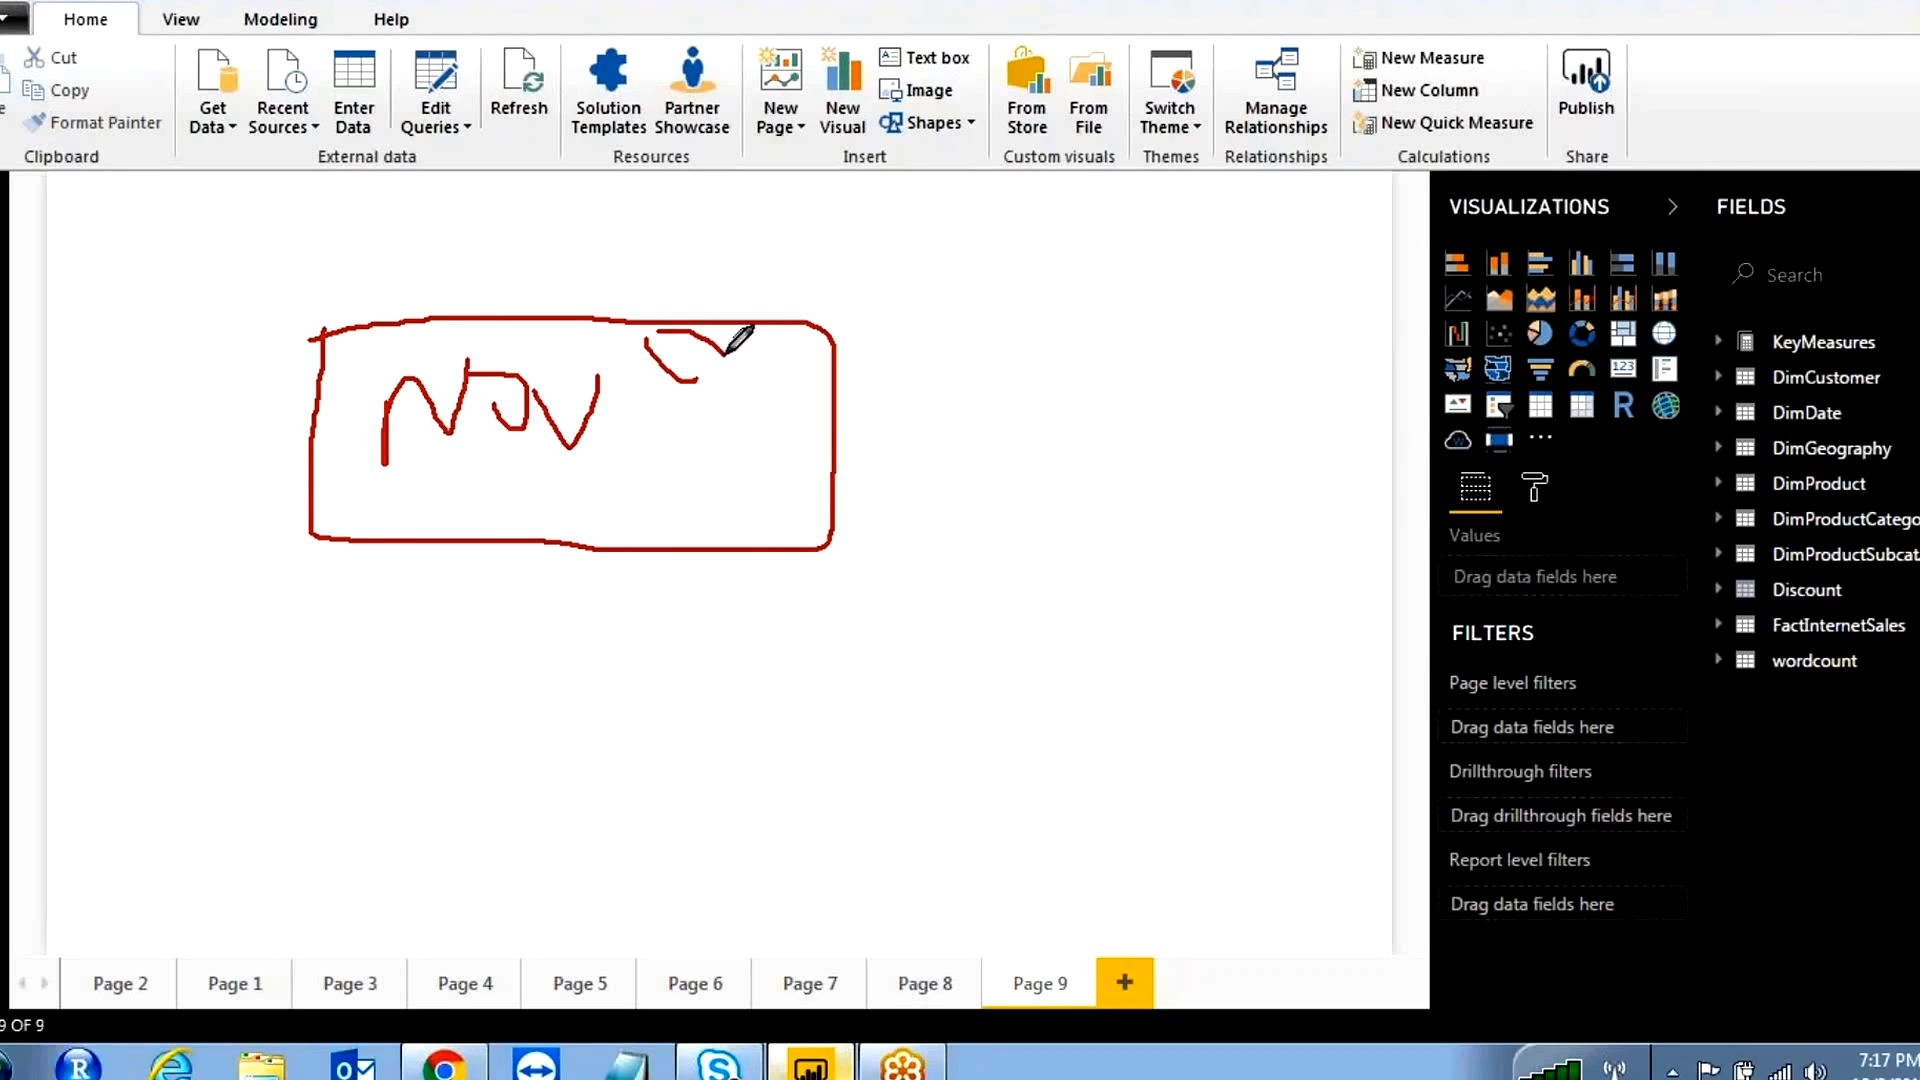 Home View Modeling Help
Cut
Copy
Format Painter
Clipboard
Get Data
Recent Sources
Enter Data
Edit Queries
Refresh
External data
Solution Templates
Partner Showcase
Resources
New Page
New Visual
Text box
Image
Shapes
Insert
From Store
From File
Custom visuals
Switch Theme
Themes
Manage Relationships
Relationships
New Measure
New Column
New Quick Measure
Calculations
Publish
Share
Nov
VISUALIZATIONS
123
R
Values
Drag data fields here
FILTERS
Page level filters
Drag data fields here
Drillthrough filters
Drag drillthrough fields here
Report level filters
Drag data fields here
FIELDS
Search
KeyMeasures
DimCustomer
DimDate
DimGeography
DimProduct
DimProductCatego
DimProductSubcat
Discount
FactInternetSales
wordcount
Page 2 Page 1 Page 3 Page 4 Page 5 Page 6 Page 7 Page 8 Page 9 +
9 OF 9
7:17 PM